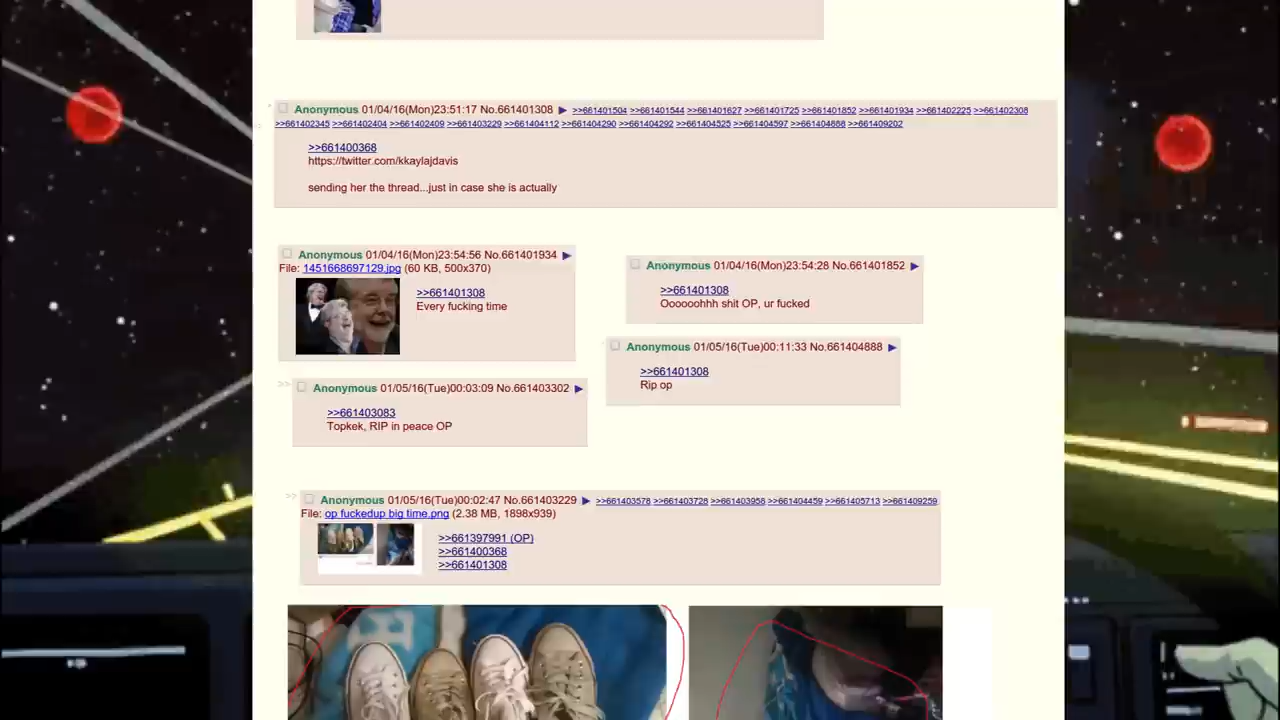 Anonymous 01/04/16(Mon)23:51:17 No.661401308 ▶ >>661401504 >>661401544 >>661401627 >>661401725 >>661401852 >>661401934 >>661402225 >>661402308
>>661402345 >>661402404 >>661402409 >>661403229 >>661404112 >>661404290 >>661404292 >>661404525 >>661404597 >>661404888 >>661409202
>>661400368
https://twitter.com/kkaylajdavis
sending her the thread...just in case she is actually
Anonymous 01/04/16(Mon)23:54:56 No.661401934 ▶
File: 1451668697129.jpg (60 KB, 500x370)
>>661401308
Every fucking time
Anonymous 01/04/16(Mon)23:54:28 No.661401852 ▶
>>661401308
Oooooohhh shit OP, ur fucked
Anonymous 01/05/16(Tue)00:11:33 No.661404888 ▶
>>661401308
Rip op
>> Anonymous 01/05/16(Tue)00:03:09 No.661403302 ▶
>>661403083
Topkek, RIP in peace OP
>> Anonymous 01/05/16(Tue)00:02:47 No.661403229 ▶ >>661403578 >>661403728 >>661403958 >>661404459 >>661405713 >>661409259
File: op fuckedup big time.png (2.38 MB, 1898x939)
>>661397991 (OP)
>>661400368
>>661401308